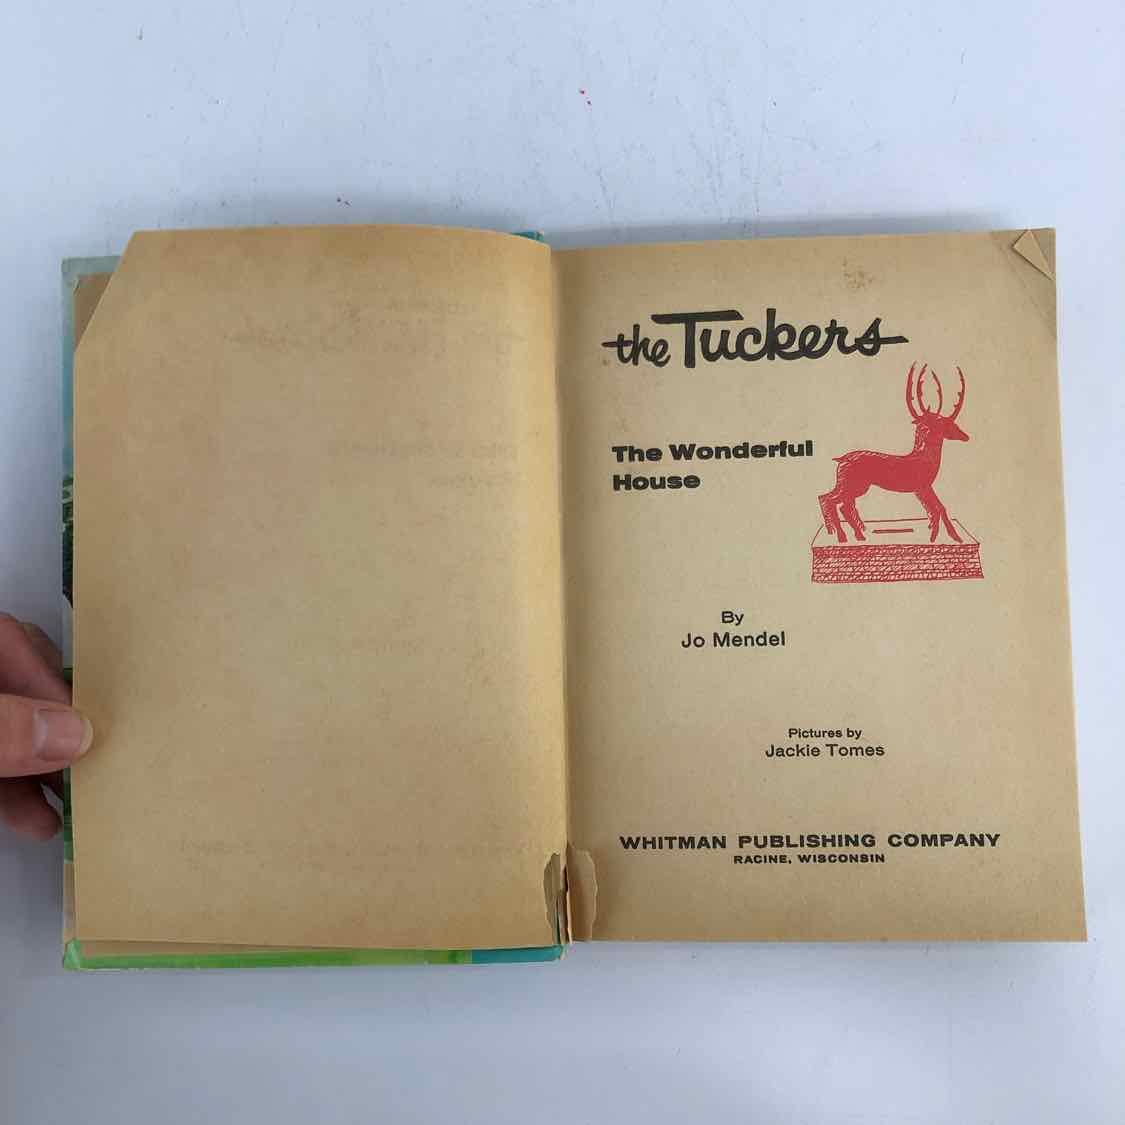 the Tuckers
The Wonderful
House
By
Jo Mendel
Pictures by
Jackie Tomes
WHITMAN PUBLISHING COMPANY
RACINE, WISCONSIN